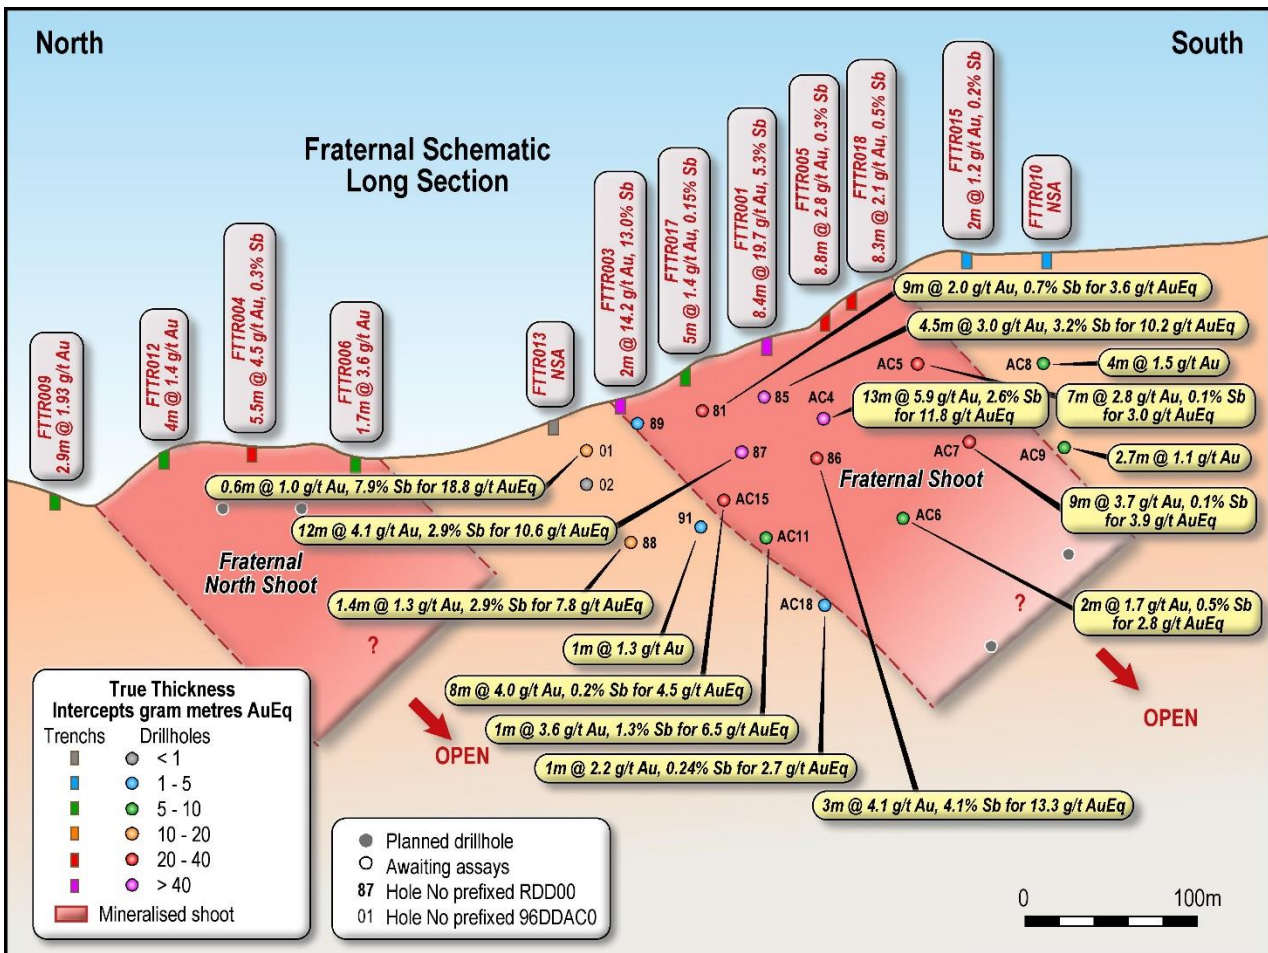 North
South
Fraternal Schematic
Long Section
FTTR009
2.9m @ 1.93 g/t Au
FTTR012
4m @ 1.4 g/t Au
FTTR004
5.5m @ 4.5 g/t Au, 0.3% Sb
FTTR006
1.7m @ 3.6 g/t Au
FTTR013
NSA
FTTR003
2m @ 14.2 g/t Au, 13.0% Sb
FTTR017
5m @ 1.4 g/t Au, 0.15% Sb
FTTR001
8.4m @ 19.7 g/t Au, 5.3% Sb
FTTR005
8.8m @ 2.8 g/t Au, 0.3% Sb
FTTR018
8.3m @ 2.1 g/t Au, 0.5% Sb
FTTR015
2m @ 1.2 g/t Au, 0.2% Sb
FTTR010
NSA
9m @ 2.0 g/t Au, 0.7% Sb for 3.6 g/t AuEq
4.5m @ 3.0 g/t Au, 3.2% Sb for 10.2 g/t AuEq
AC5
AC8
4m @ 1.5 g/t Au
85
AC4
13m @ 5.9 g/t Au, 2.6% Sb
for 11.8 g/t AuEq
7m @ 2.8 g/t Au, 0.1% Sb
for 3.0 g/t AuEq
81
89
01
87
86
AC7
AC9
2.7m @ 1.1 g/t Au
0.6m @ 1.0 g/t Au, 7.9% Sb for 18.8 g/t AuEq
02
Fraternal Shoot
12m @ 4.1 g/t Au, 2.9% Sb for 10.6 g/t AuEq
91
AC15
AC6
9m @ 3.7 g/t Au, 0.1% Sb
for 3.9 g/t AuEq
88
AC11
Fraternal
North Shoot
1.4m @ 1.3 g/t Au, 2.9% Sb for 7.8 g/t AuEq
AC18
?
2m @ 1.7 g/t Au, 0.5% Sb
for 2.8 g/t AuEq
?
1m @ 1.3 g/t Au
8m @ 4.0 g/t Au, 0.2% Sb for 4.5 g/t AuEq
1m @ 3.6 g/t Au, 1.3% Sb for 6.5 g/t AuEq
1m @ 2.2 g/t Au, 0.24% Sb for 2.7 g/t AuEq
3m @ 4.1 g/t Au, 4.1% Sb for 13.3 g/t AuEq
OPEN
OPEN
True Thickness
Intercepts gram metres AuEq
Trenchs Drillholes
< 1
1 - 5
5 - 10
10 - 20
20 - 40
> 40
Mineralised shoot
Planned drillhole
Awaiting assays
87 Hole No prefixed RDD00
01 Hole No prefixed 96DDAC0
0 100m